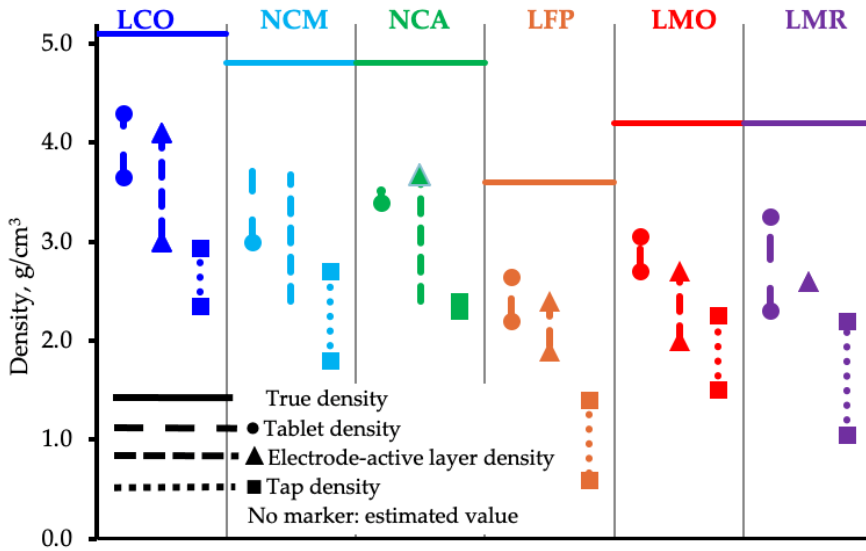 LCO NCM NCA LFP LMO LMR
5.0
4.0
3.0
2.0
1.0
0.0
Density, g/cm³
True density
Tablet density
Electrode-active layer density
Tap density
No marker: estimated value